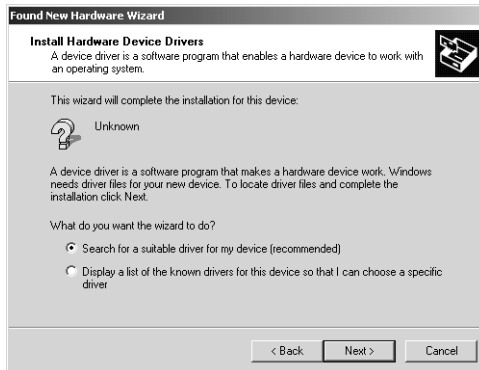 Found New Hardware Wizard
Install Hardware Device Drivers
A device driver is a software program that enables a hardware device to work with
an operating system.
This wizard will complete the installation for this device:
Unknown
A device driver is a software program that makes a hardware device work. Windows
needs driver files for your new device. To locate driver files and complete the
installation click Next.
What do you want the wizard to do?
Search for a suitable driver for my device (recommended)
Display a list of the known drivers for this device so that I can choose a specific
driver
< Back Next > Cancel